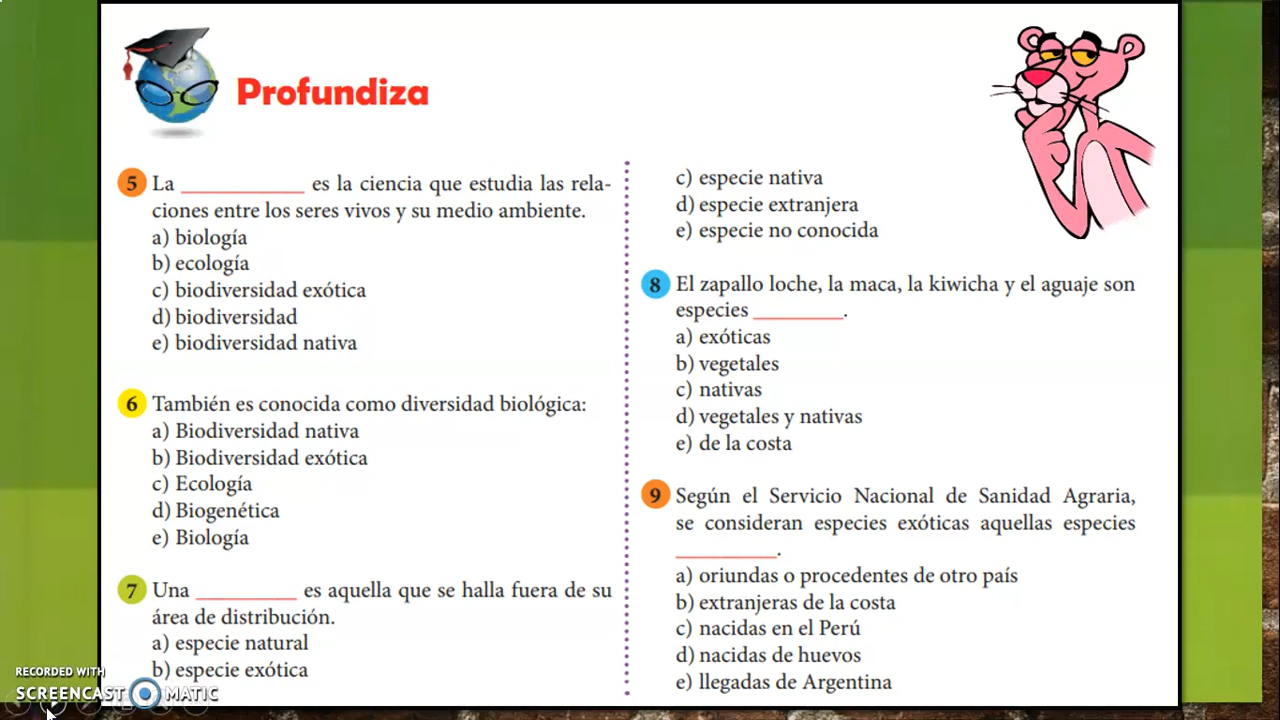 Profundiza
5 La ____________ es la ciencia que estudia las rela-
ciones entre los seres vivos y su medio ambiente.
a) biología
b) ecología
c) biodiversidad exótica
d) biodiversidad
e) biodiversidad nativa
6 También es conocida como diversidad biológica:
a) Biodiversidad nativa
b) Biodiversidad exótica
c) Ecología
d) Biogenética
e) Biología
7 Una __________ es aquella que se halla fuera de su
área de distribución.
a) especie natural
b) especie exótica
c) especie nativa
d) especie extranjera
e) especie no conocida
8 El zapallo loche, la maca, la kiwicha y el aguaje son
especies _________.
a) exóticas
b) vegetales
c) nativas
d) vegetales y nativas
e) de la costa
9 Según el Servicio Nacional de Sanidad Agraria,
se consideran especies exóticas aquellas especies
__________.
a) oriundas o procedentes de otro país
b) extranjeras de la costa
c) nacidas en el Perú
d) nacidas de huevos
e) llegadas de Argentina
RECORDED WITH
SCREENCAST MATIC